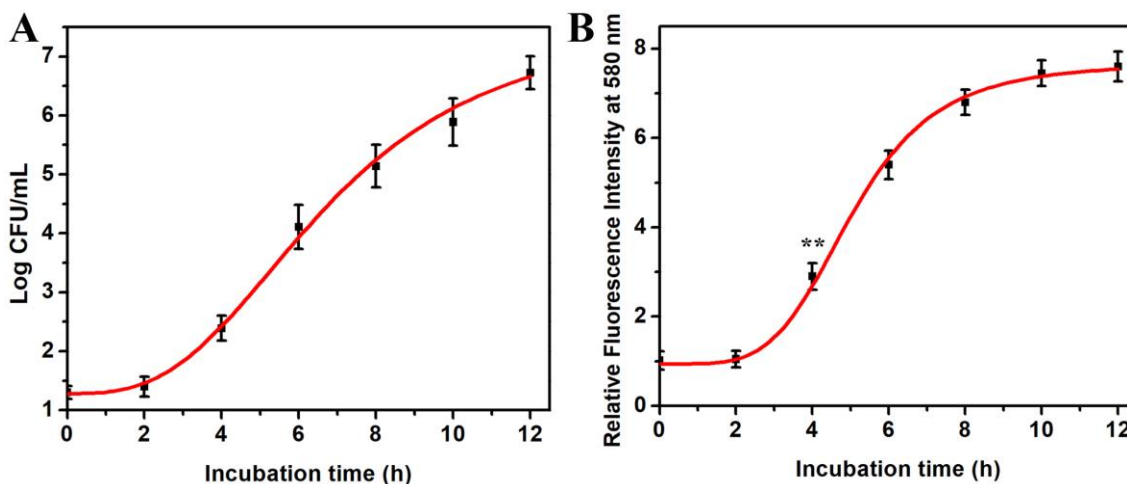 A
Log CFU/mL
7
6
5
4
3
2
1
0 2 4 6 8 10 12
Incubation time (h)
B
Relative Fluorescence Intensity at 580 nm
8
6
4
2
0
**
0 2 4 6 8 10 12
Incubation time (h)